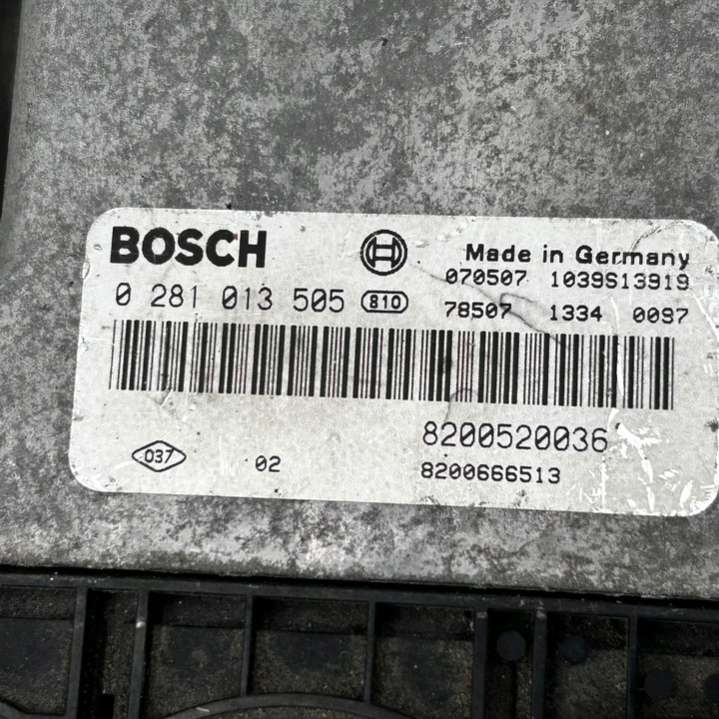 BOSCH
Made in Germany
070507 1039S13919
0 281 013 505 810
78507 1334 0097
8200520036
037 02
8200666513